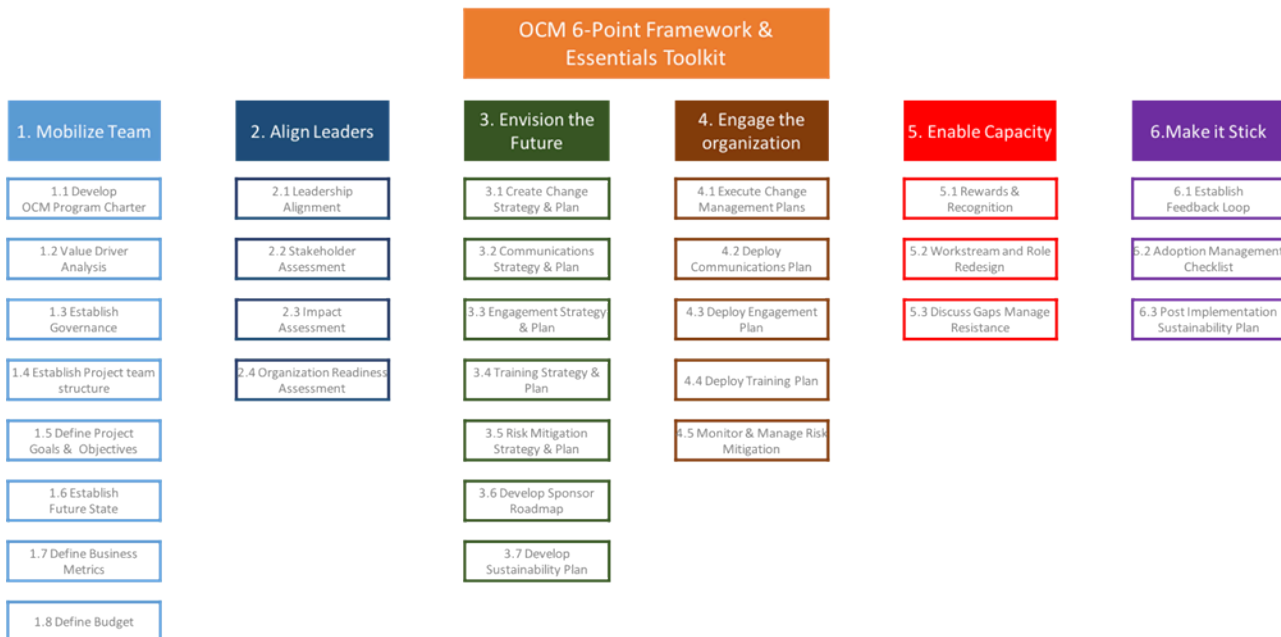 OCM 6-Point Framework &
Essentials Toolkit
1. Mobilize Team
1.1 Develop
OCM Program Charter
1.2 Value Driver
Analysis
1.3 Establish
Governance
1.4 Establish Project team
structure
1.5 Define Project
Goals & Objectives
1.6 Establish
Future State
1.7 Define Business
Metrics
1.8 Define Budget
2. Align Leaders
2.1 Leadership
Alignment
2.2 Stakeholder
Assessment
2.3 Impact
Assessment
2.4 Organization Readiness
Assessment
3. Envision the
Future
3.1 Create Change
Strategy & Plan
3.2 Communications
Strategy & Plan
3.3 Engagement Strategy
& Plan
3.4 Training Strategy &
Plan
3.5 Risk Mitigation
Strategy & Plan
3.6 Develop Sponsor
Roadmap
3.7 Develop
Sustainability Plan
4. Engage the
organization
4.1 Execute Change
Management Plans
4.2 Deploy
Communications Plan
4.3 Deploy Engagement
Plan
4.4 Deploy Training Plan
4.5 Monitor & Manage Risk
Mitigation
5. Enable Capacity
5.1 Rewards &
Recognition
5.2 Workstream and Role
Redesign
5.3 Discuss Gaps Manage
Resistance
6.Make it Stick
6.1 Establish
Feedback Loop
6.2 Adoption Management
Checklist
6.3 Post Implementation
Sustainability Plan